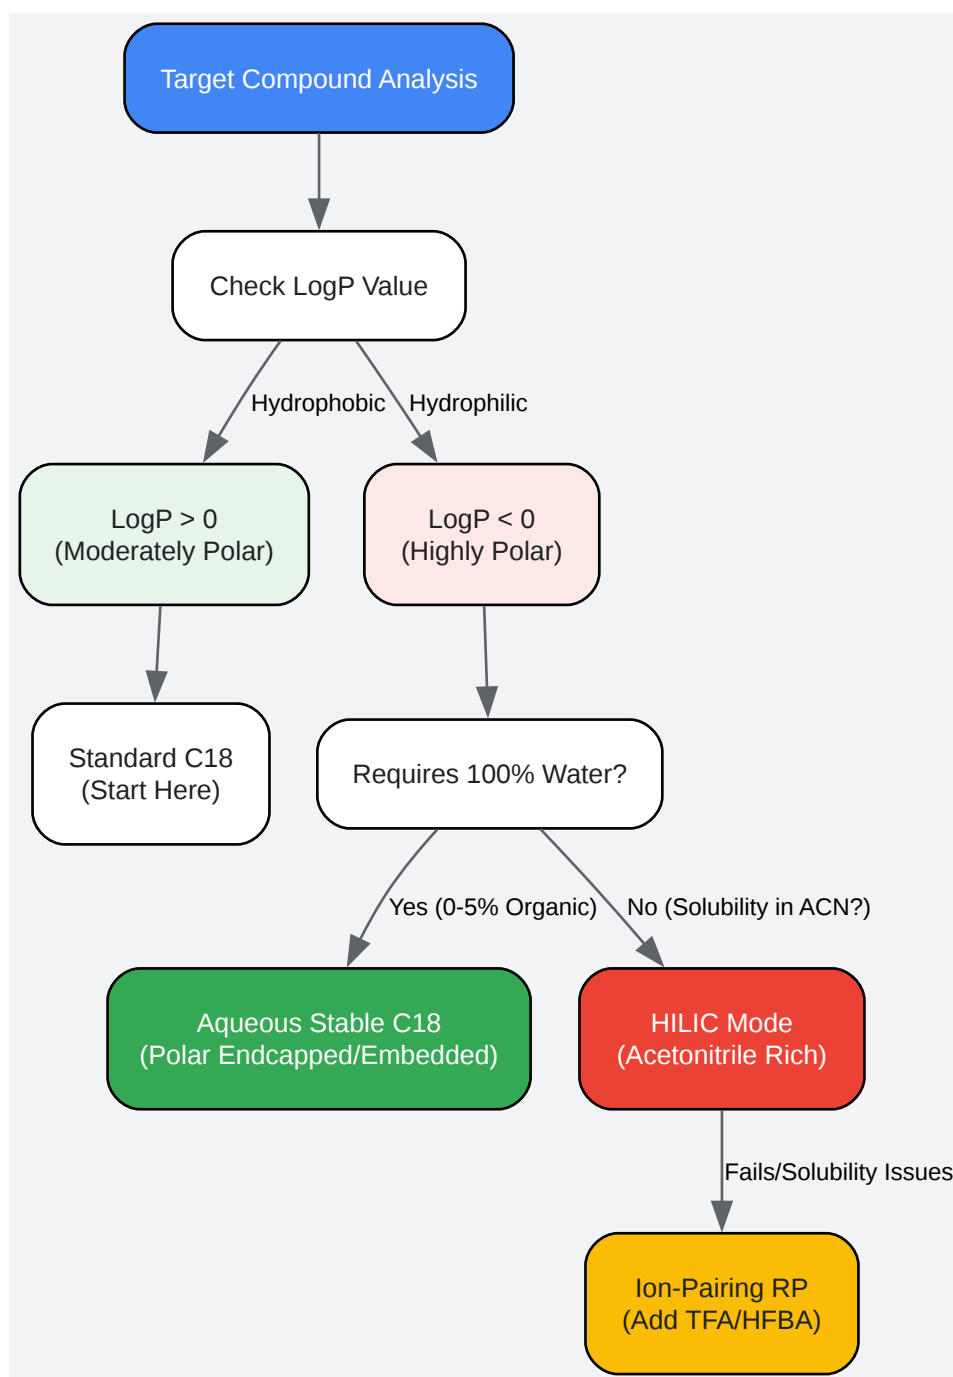 Target Compound Analysis
Check LogP Value
Hydrophobic
Hydrophilic
LogP > 0
(Moderately Polar)
LogP < 0
(Highly Polar)
Standard C18
(Start Here)
Requires 100% Water?
Yes (0-5% Organic)
No (Solubility in ACN?)
Aqueous Stable C18
(Polar Endcapped/Embedded)
HILIC Mode
(Acetonitrile Rich)
Fails/Solubility Issues
Ion-Pairing RP
(Add TFA/HFBA)